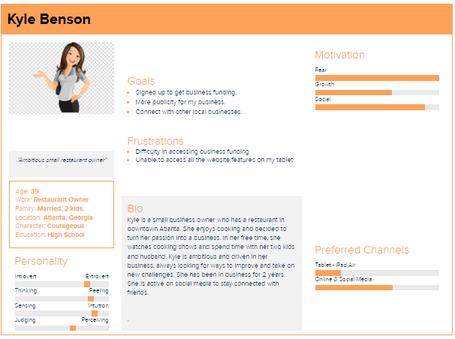 Kyle Benson
"Ambitious small restaurant owner"
Age: 39
Work: Restaurant Owner
Family: Married, 2 kids.
Location: Atlanta, Georgia
Character: Courageous
Education: High School
Personality
Introvert Extrovert
Thinking Feeling
Sensing Intuition
Judging Perceiving
Goals
Signed up to get business funding.
More publicity for my business.
Connect with other local businesses.
Frustrations
Difficulty in accessing business funding
Unable to access all the website features on my tablet
Bio
Kyle is a small business owner who has a restaurant in
downtown Atlanta. She enjoys cooking and decided to
turn her passion into a business. In her free time, she
watches cooking shows and spend time with her two kids
and husband. Kyle is ambitious and driven in her
business, always looking for ways to improve and take on
new challenges. She has been in business for 2 years.
She is active on social media to stay connected with
friends.
Motivation
Fear
Growth
Social
Preferred Channels
Tablet - iPad Air
Online & Social Media